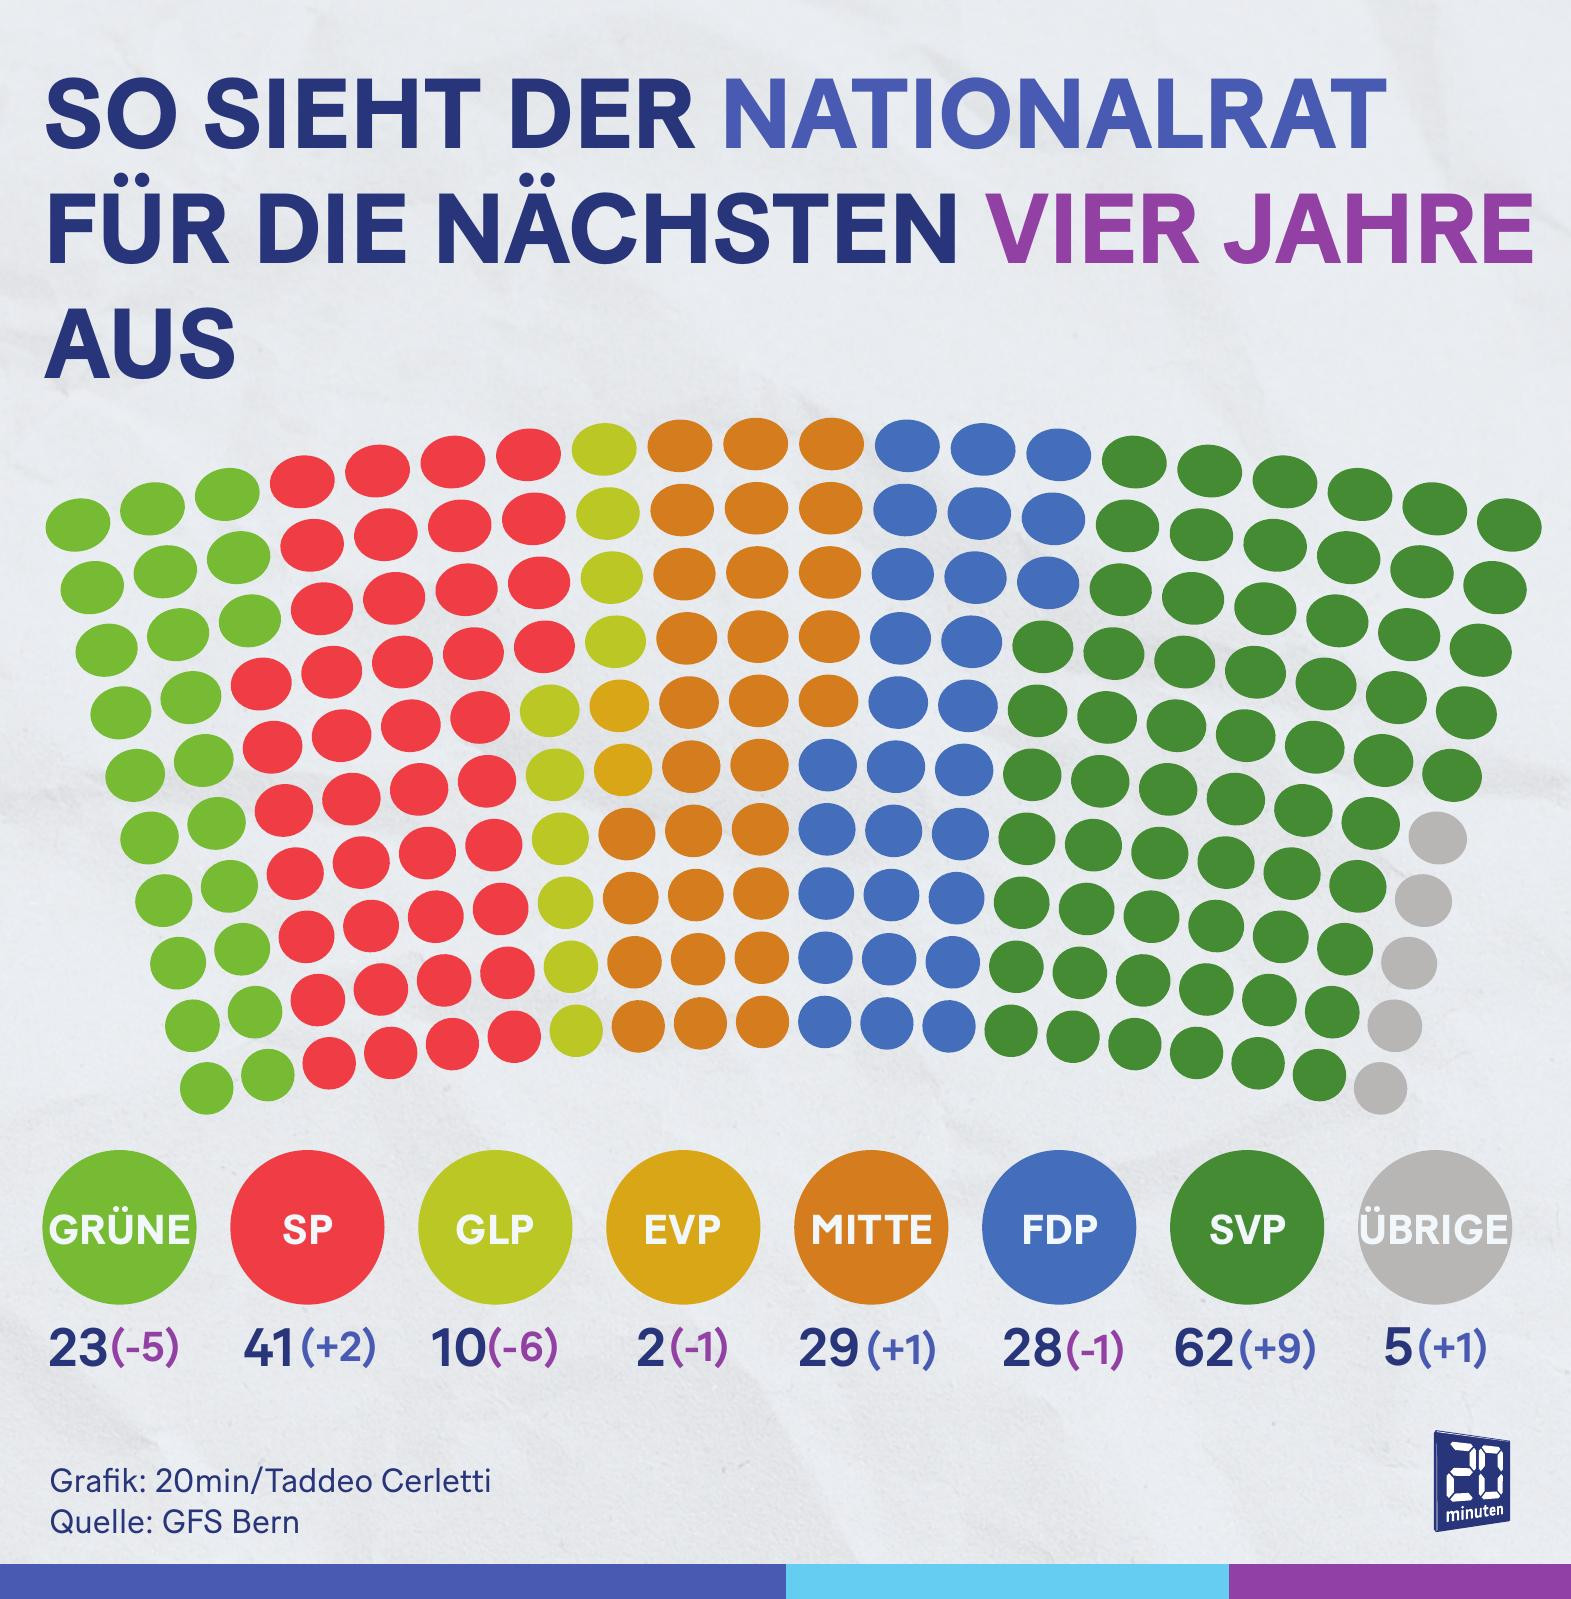 SO SIEHT DER NATIONALRAT
FÜR DIE NÄCHSTEN VIER JAHRE
AUS
GRÜNE SP GLP EVP MITTE FDP SVP ÜBRIGE
23(-5) 41(+2) 10(-6) 2(-1) 29(+1) 28(-1) 62(+9) 5(+1)
Grafik: 20min/Taddeo Cerletti
Quelle: GFS Bern
20
minuten